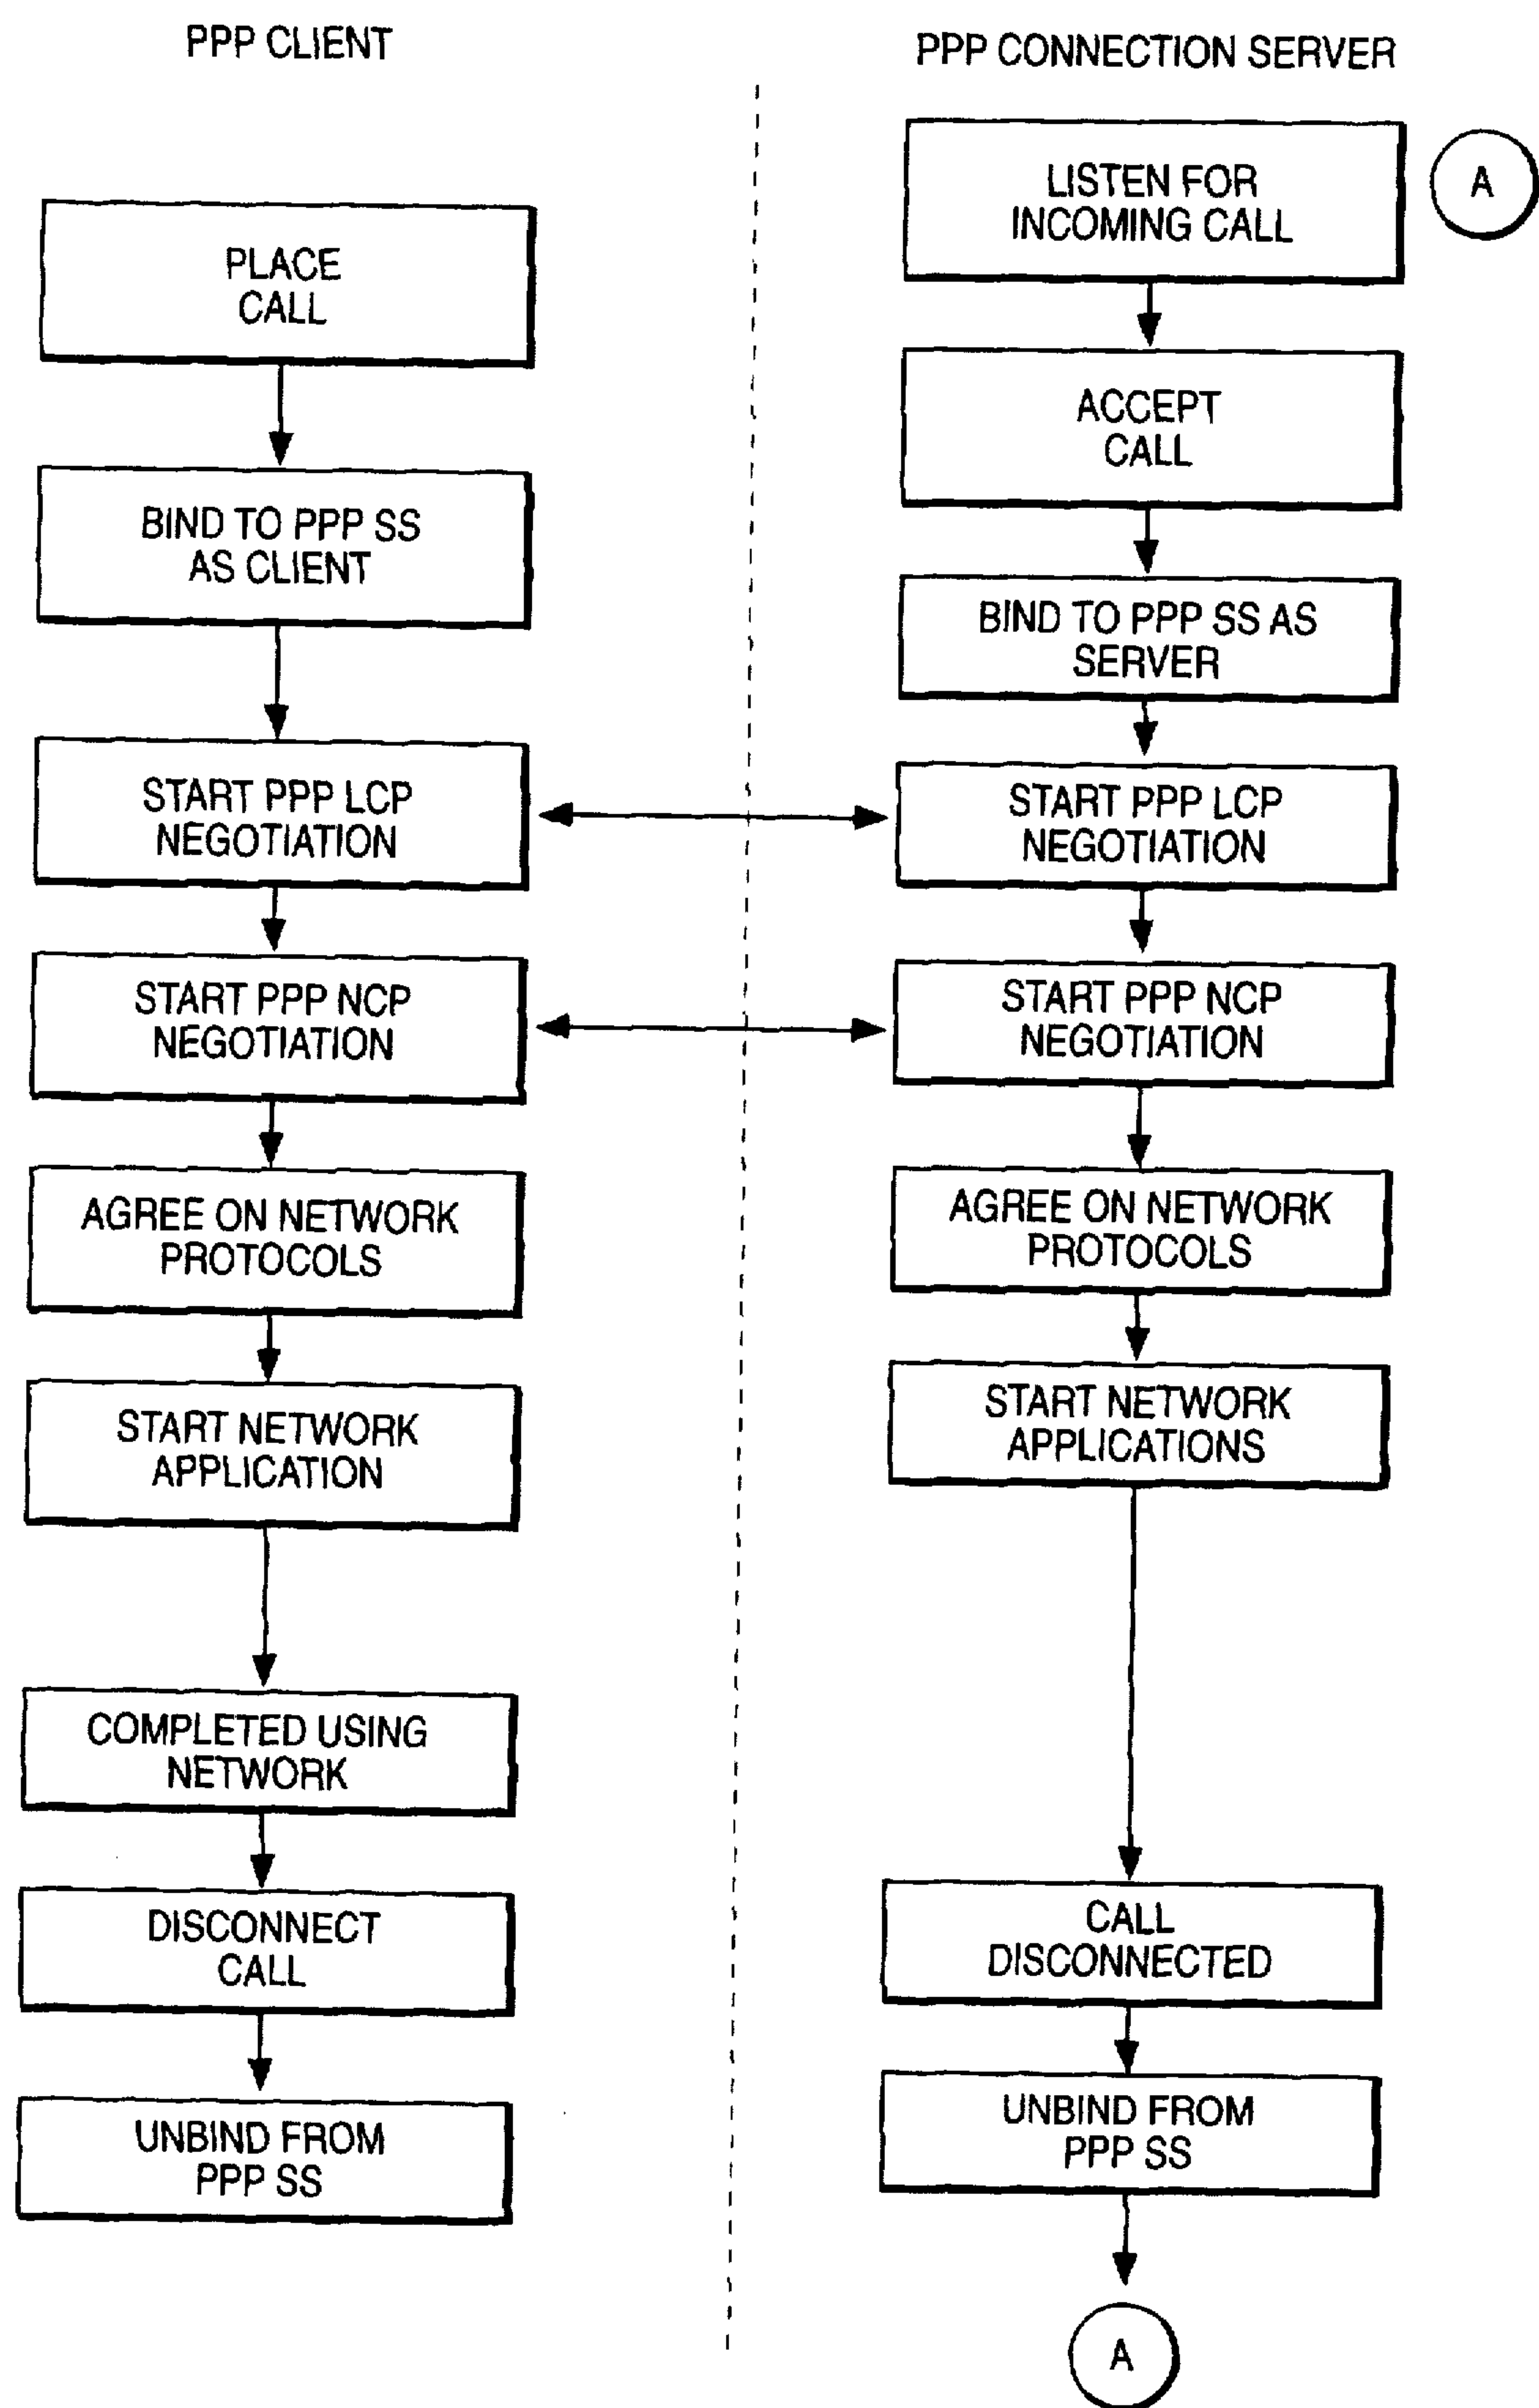 PPP CLIENT
PLACE
CALL
BIND TO PPP SS
AS CLIENT
START PPP LCP
NEGOTIATION
START PPP NCP
NEGOTIATION
AGREE ON NETWORK
PROTOCOLS
START NETWORK
APPLICATION
COMPLETED USING
NETWORK
DISCONNECT
CALL
UNBIND FROM
PPP SS
PPP CONNECTION SERVER
LISTEN FOR
INCOMING CALL
A
ACCEPT
CALL
BIND TO PPP SS AS
SERVER
START PPP LCP
NEGOTIATION
START PPP NCP
NEGOTIATION
AGREE ON NETWORK
PROTOCOLS
START NETWORK
APPLICATIONS
CALL
DISCONNECTED
UNBIND FROM
PPP SS
A